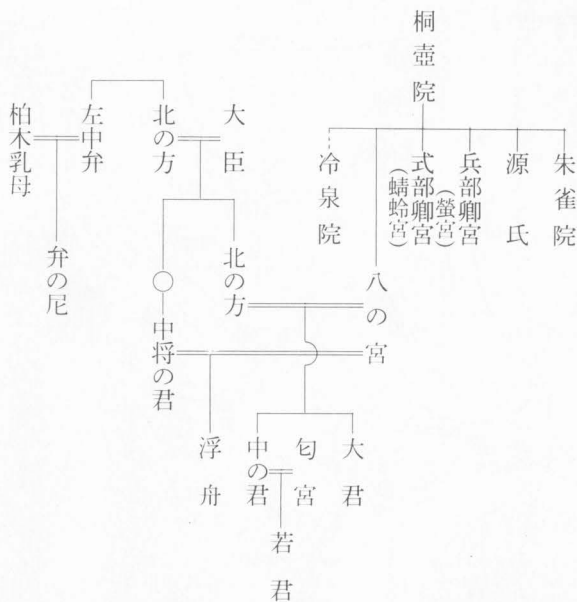 桐壺院
朱雀院
源氏
兵部卿宮
(螢宮)
式部卿宮
(蜻蛉宮)
八の宮
冷泉院
大臣
北の方
左中弁
柏木乳母
北の方
中将の君
弁の尼
大君
匂宮
中の君
浮舟
若君